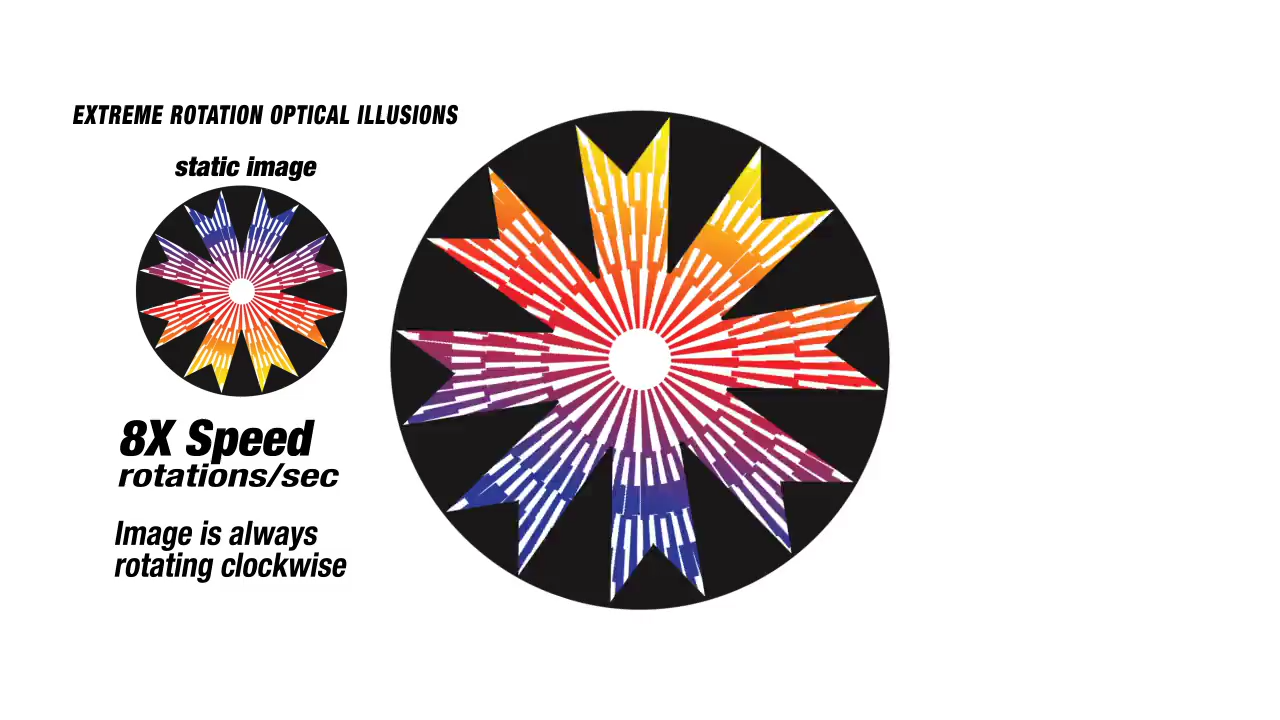 EXTREME ROTATION OPTICAL ILLUSIONS
static image
8X Speed
rotations/sec
Image is always
rotating clockwise